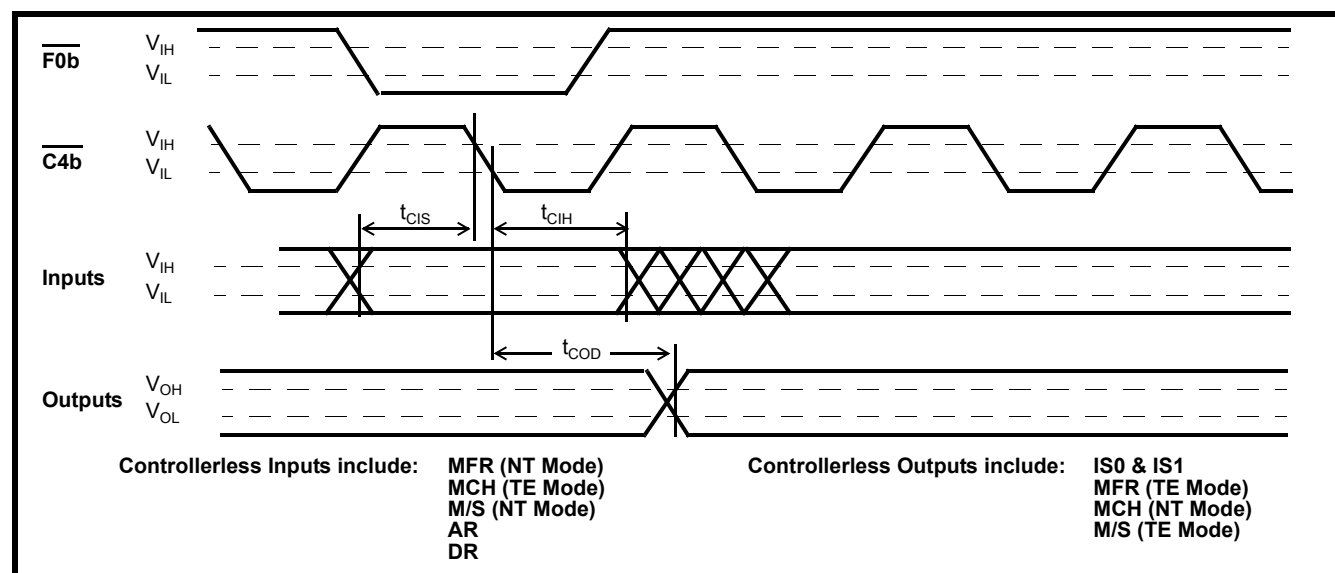 F0b
VIH
VIL
C4b
VIH
VIL
tCIS
tCIH
Inputs
VIH
VIL
tCOD
Outputs
VOH
VOL
Controllerless Inputs include: MFR (NT Mode)
MCH (TE Mode)
M/S (NT Mode)
AR
DR
Controllerless Outputs include: IS0 & IS1
MFR (TE Mode)
MCH (NT Mode)
M/S (TE Mode)